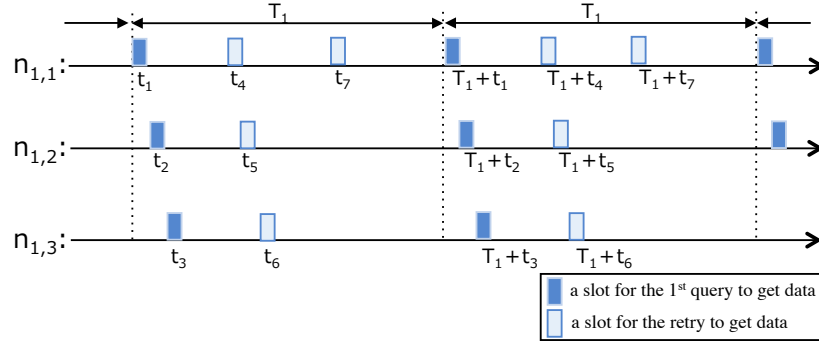 T₁ T₁
n₁,₁:
t₁ t₄ t₇ T₁+t₁ T₁+t₄ T₁+t₇
n₁,₂:
t₂ t₅ T₁+t₂ T₁+t₅
n₁,₃:
t₃ t₆ T₁+t₃ T₁+t₆
a slot for the 1st query to get data
a slot for the retry to get data